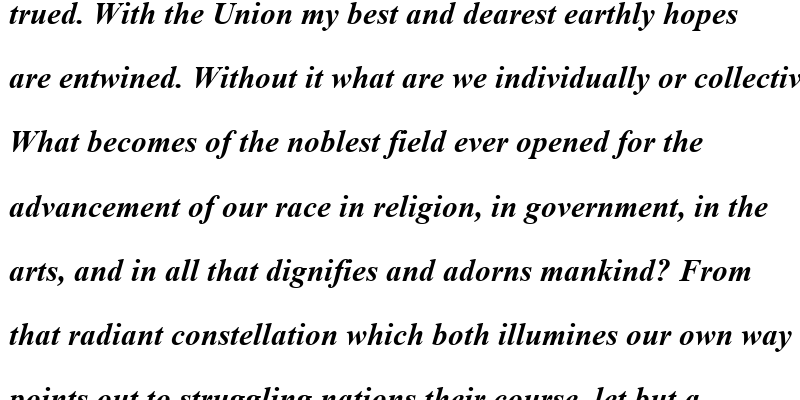 trued. With the Union my best and dearest earthly hopes
are entwined. Without it what are we individually or
What becomes of the noblest field ever opened for the
advancement of our race in religion, in government, in the
arts, and in all that dignifies and adorns mankind? From
that radiant constellation which both illumines our own way
points out to struggling nations their course, let but a